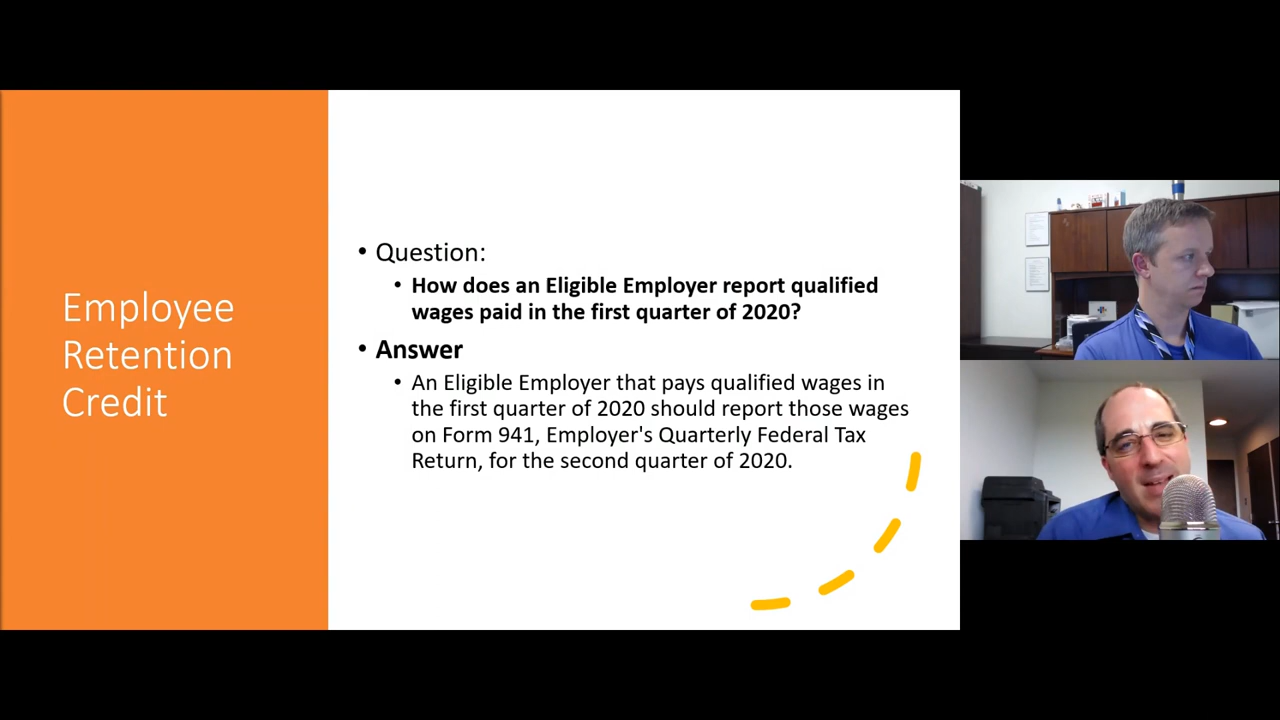 Employee
Retention
Credit
• Question:
• How does an Eligible Employer report qualified
wages paid in the first quarter of 2020?
• Answer
• An Eligible Employer that pays qualified wages in
the first quarter of 2020 should report those wages
on Form 941, Employer's Quarterly Federal Tax
Return, for the second quarter of 2020.